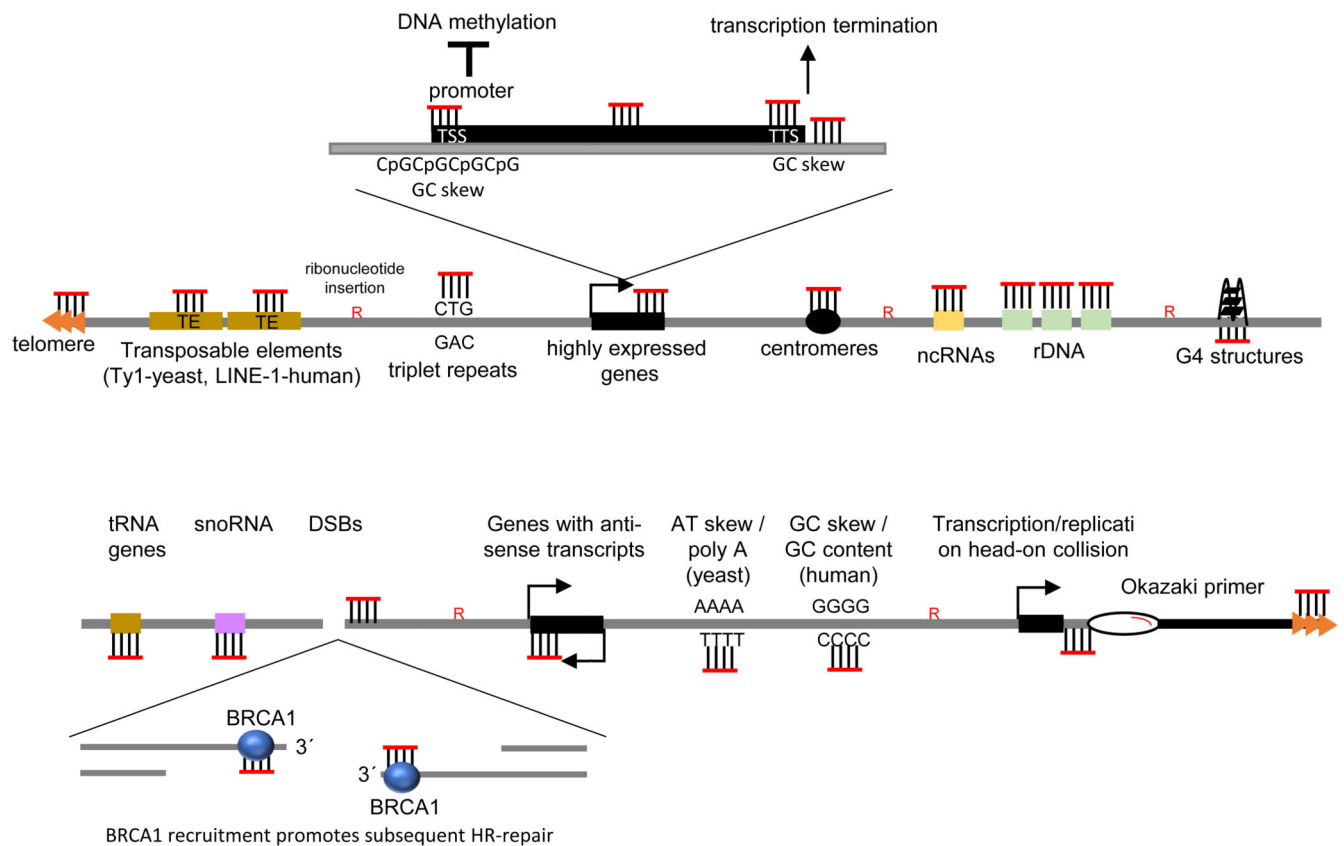 DNA methylation
transcription termination
promoter
TSS
TTS
CpGCpGCpGCpG
GC skew
GC skew
ribonucleotide
insertion
R
CTG
GAC
TE
TE
R
R
telomere
Transposable elements
(Ty1-yeast, LINE-1-human)
triplet repeats
highly expressed
genes
centromeres
ncRNAs
rDNA
G4 structures
tRNA
genes
snoRNA
DSBs
Genes with anti-
sense transcripts
AT skew /
poly A
(yeast)
GC skew /
GC content
(human)
Transcription/replicati
on head-on collision
Okazaki primer
R
AAAA
TTTT
GGGG
CCCC
R
BRCA1
3´
3´
BRCA1
BRCA1 recruitment promotes subsequent HR-repair